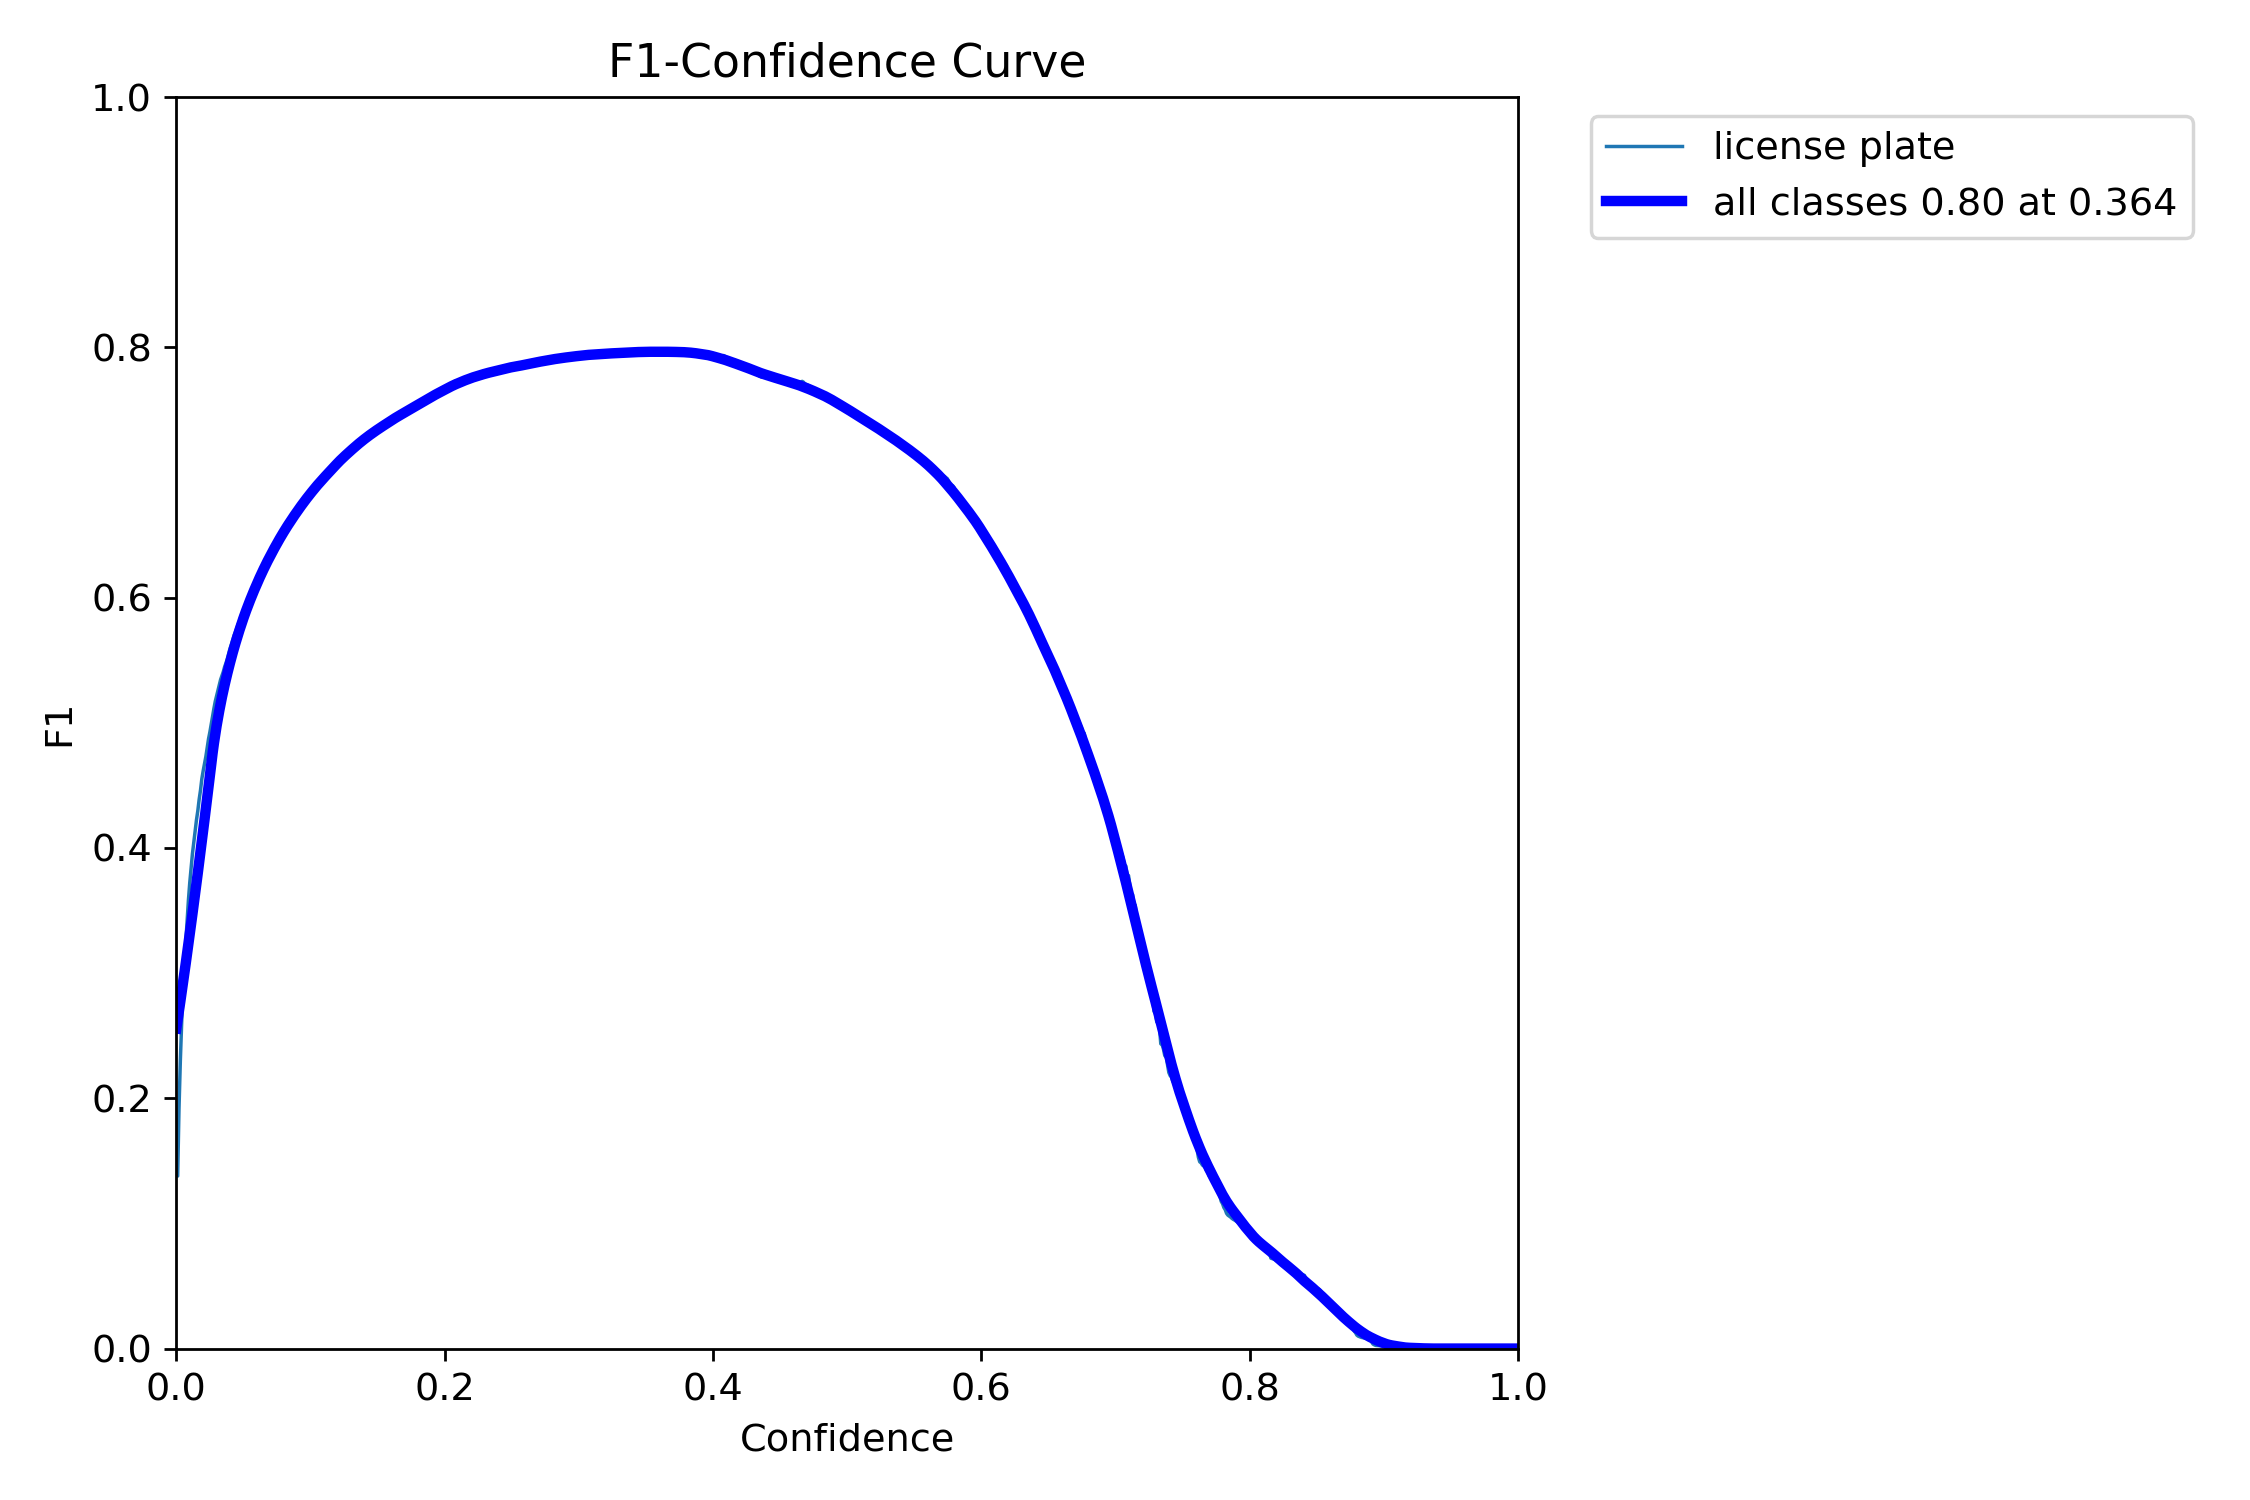 F1-Confidence Curve
1.0
0.8
0.6
0.4
0.2
0.0
F1
0.0 0.2 0.4 0.6 0.8 1.0
Confidence
license plate
all classes 0.80 at 0.364